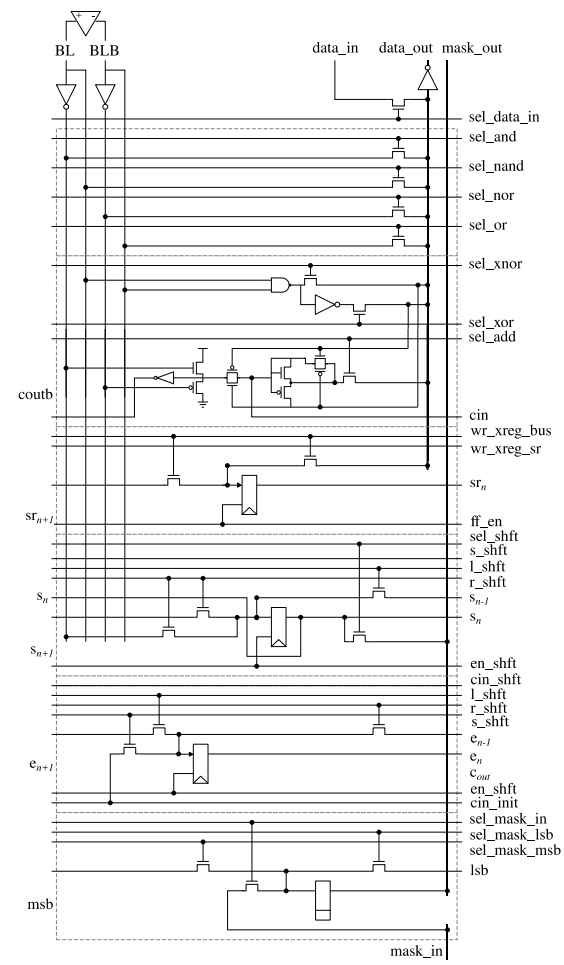 + -
BL BLB data_in data_out mask_out
sel_data_in
sel_and
sel_nand
sel_nor
sel_or
sel_xnor
sel_xor
sel_add
coutb
cin
wr_xreg_bus
wr_xreg_sr
srn
srn+1
ff_en
sel_shft
s_shft
l_shft
r_shft
sn
sn-1
sn
sn+1
en_shft
cin_shft
l_shft
r_shft
s_shft
en-1
en
en+1
cout
en_shft
cin_init
sel_mask_in
sel_mask_lsb
sel_mask_msb
lsb
msb
mask_in